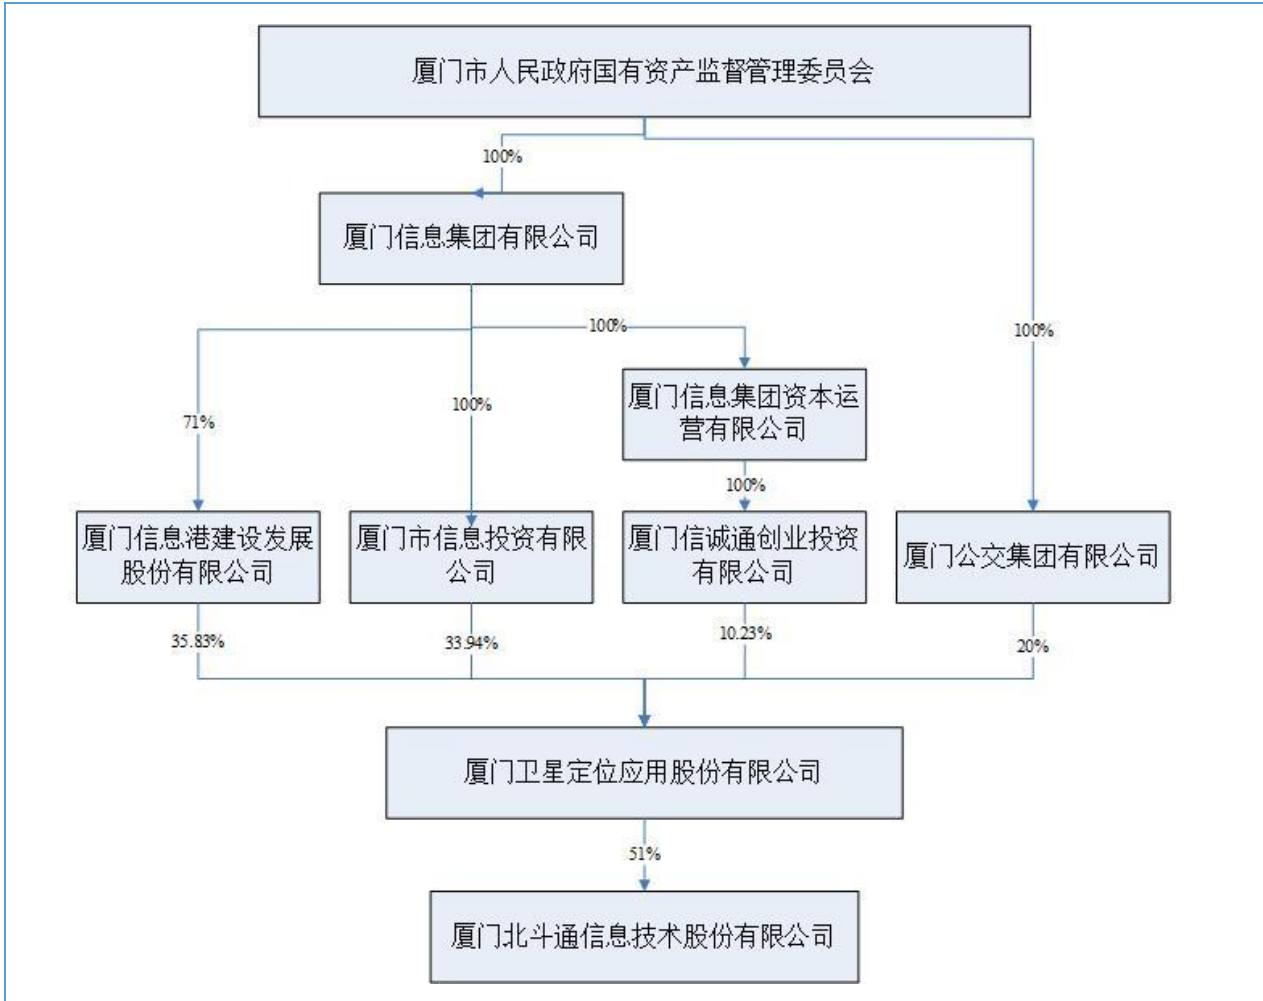 厦门市人民政府国有资产监督管理委员会
100%
厦门信息集团有限公司
100%
100%
厦门信息集团资本运
营有限公司
100%
71%
100%
厦门信息港建设发展
股份有限公司
厦门市信息投资有限
公司
厦门信诚通创业投资
有限公司
厦门公交集团有限公司
35.83%
33.94%
10.23%
20%
厦门卫星定位应用股份有限公司
51%
厦门北斗通信息技术股份有限公司